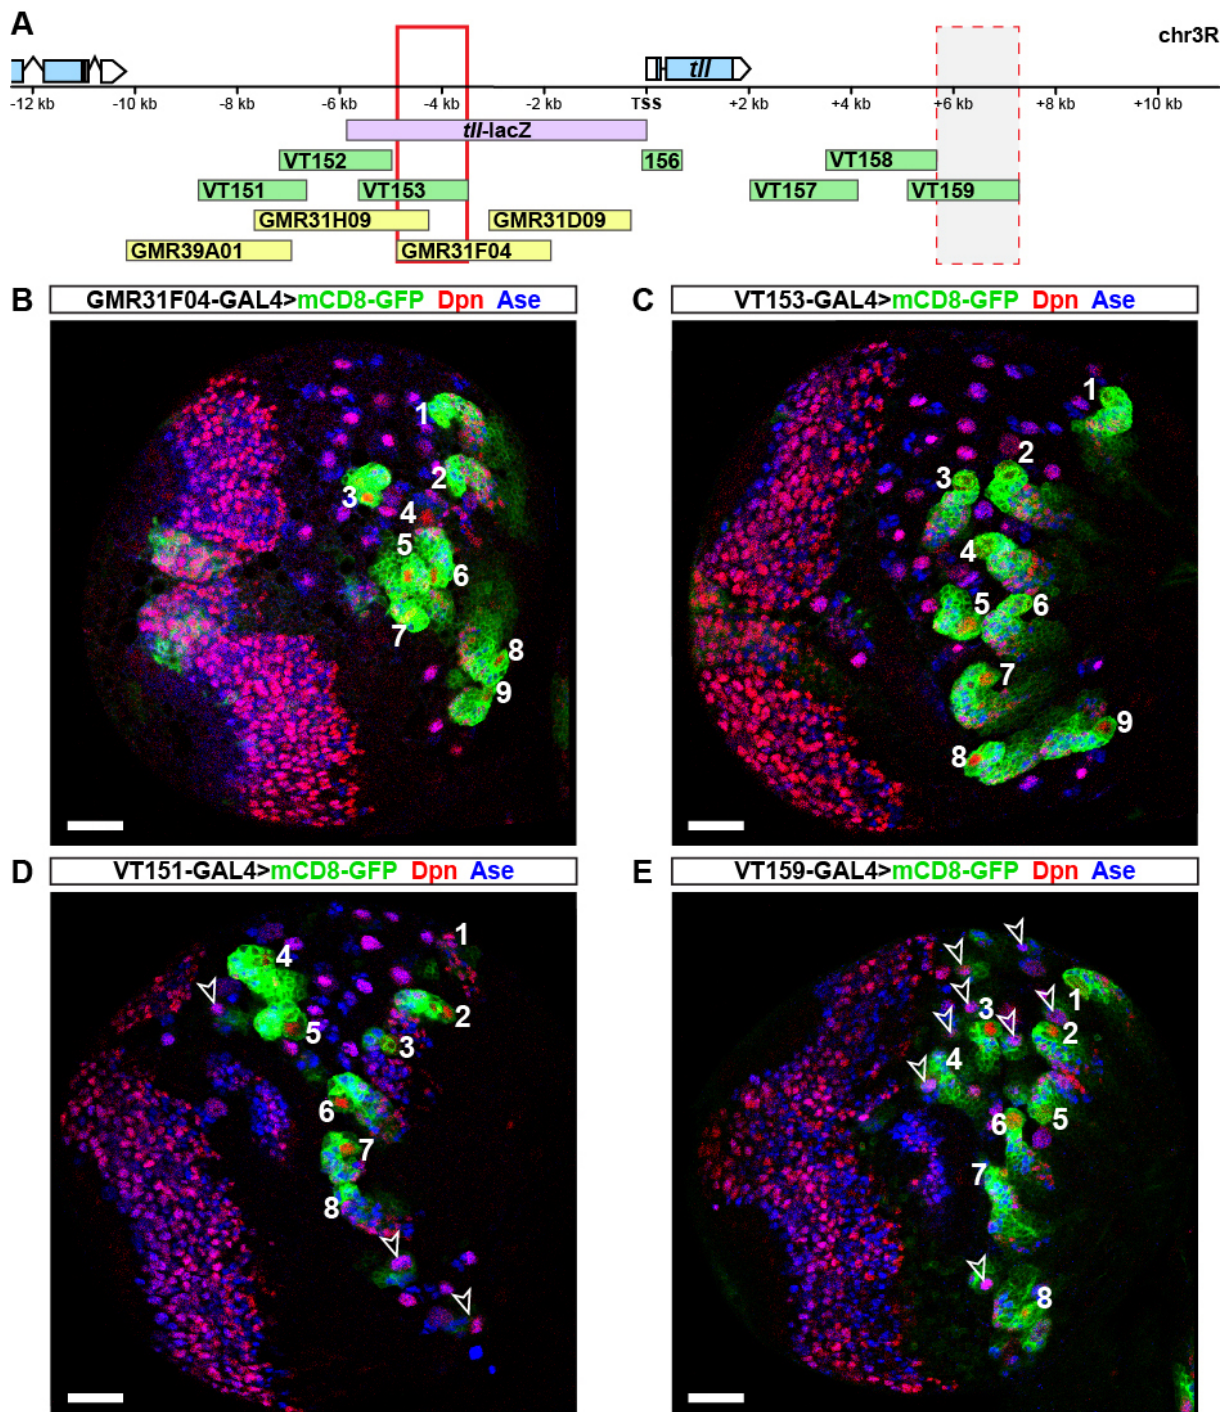 A
chr3R
tll
-12 kb -10 kb -8 kb -6 kb -4 kb -2 kb TSS +2 kb +4 kb +6 kb +8 kb +10 kb
tll-lacZ
VT152 156 VT158
VT151 VT153 VT157 VT159
GMR31H09 GMR31D09
GMR39A01 GMR31F04
B GMR31F04-GAL4>mCD8-GFP Dpn Ase
1
2
3
4
5
6
7
8
9
C VT153-GAL4>mCD8-GFP Dpn Ase
1
2
3
4
5 6
7
8 9
D VT151-GAL4>mCD8-GFP Dpn Ase
1
4
2
5
3
6
7
8
E VT159-GAL4>mCD8-GFP Dpn Ase
1
3
2
4
5
6
7
8